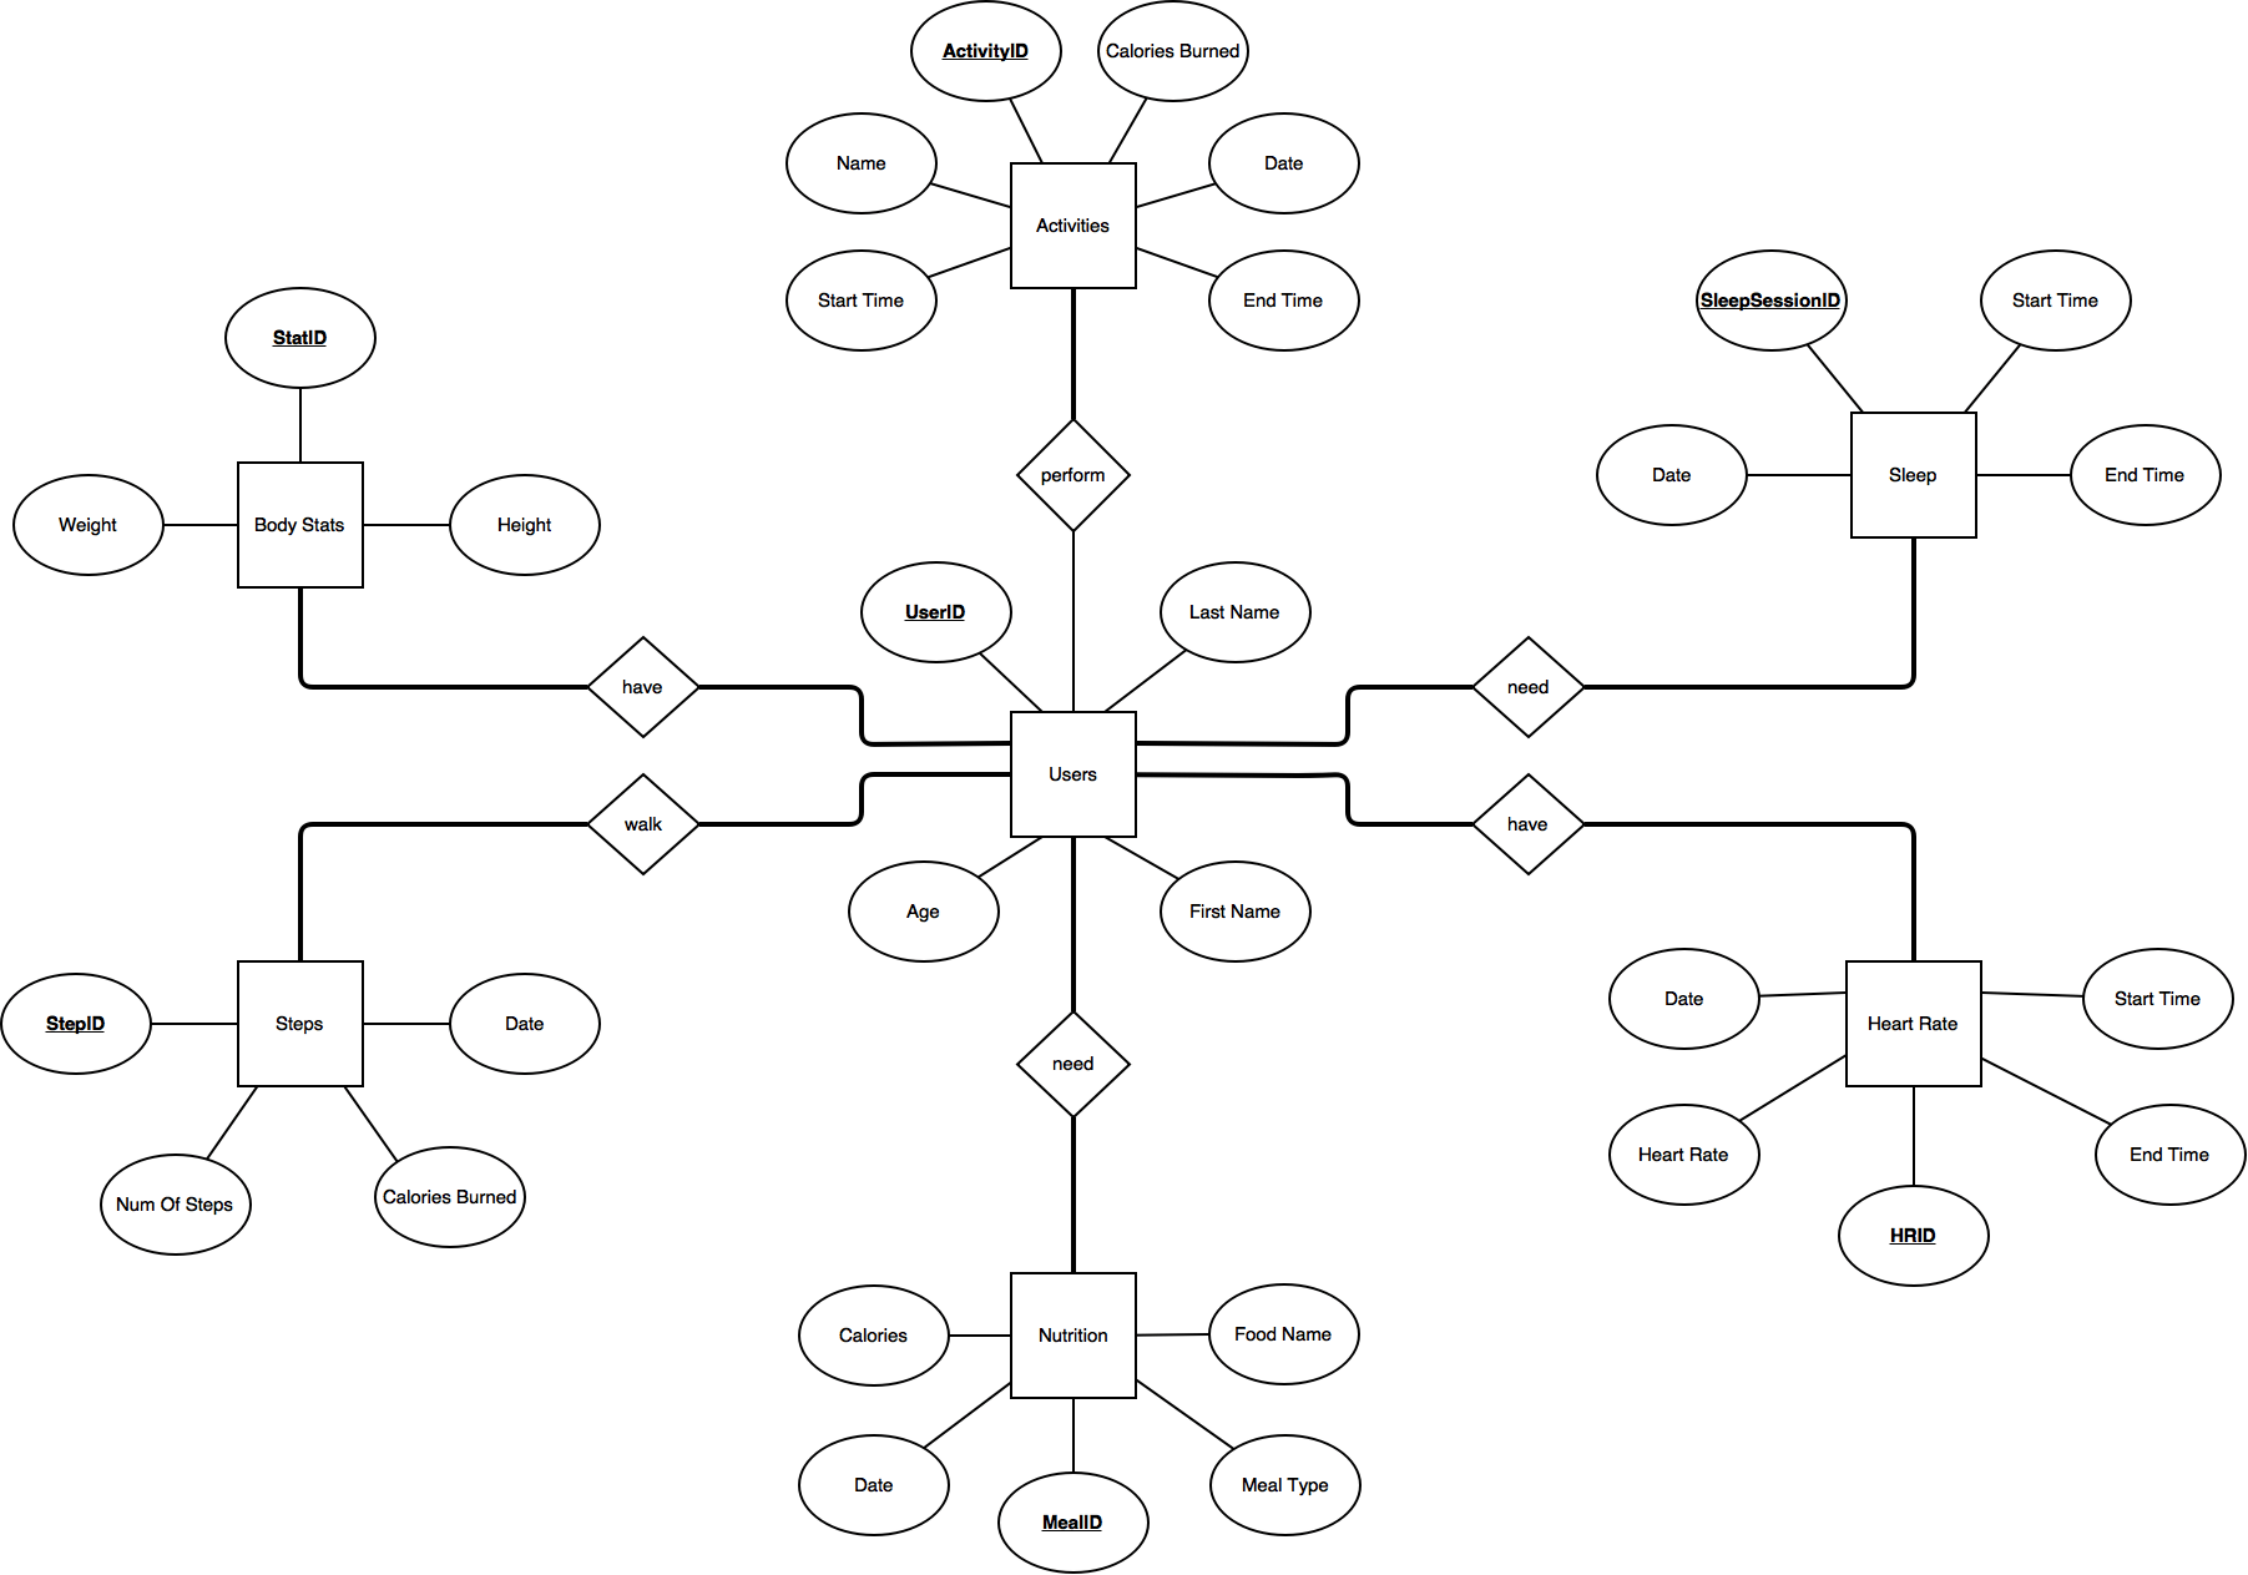 ActivityID
Calories Burned
Name
Date
Activities
Start Time
End Time
SleepSessionID
Start Time
StatID
Date
Sleep
End Time
perform
Weight
Body Stats
Height
UserID
Last Name
have
need
Users
walk
have
Age
First Name
Date
Start Time
StepID
Steps
Date
Heart Rate
need
Heart Rate
End Time
Num Of Steps
Calories Burned
HRID
Calories
Nutrition
Food Name
Date
Meal Type
MealID